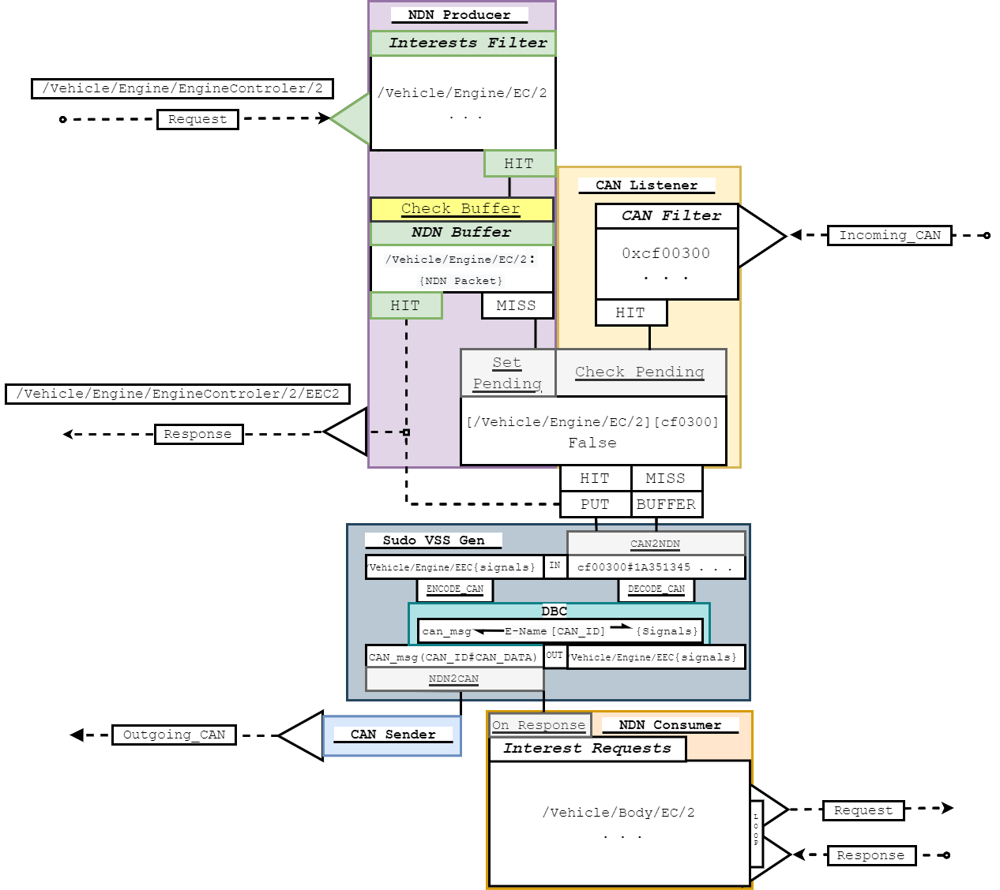 NDN Producer
Interests Filter
/Vehicle/Engine/EngineControler/2
/Vehicle/Engine/EC/2
. . .
Request
HIT
CAN Listener
Check Buffer
CAN Filter
NDN Buffer
Incoming_CAN
/Vehicle/Engine/EC/2:
{NDN Packet}
0xcf00300
. . .
HIT
MISS
HIT
Set
Pending
Check Pending
/Vehicle/Engine/EngineControler/2/EEC2
[/Vehicle/Engine/EC/2][cf0300]
False
Response
HIT
MISS
PUT
BUFFER
Sudo VSS Gen
CAN2NDN
/Vehicle/Engine/EEC{signals}
IN
cf00300#1A351345 . . .
ENCODE_CAN
DECODE_CAN
DBC
can_msg
E-Name [CAN_ID]
{Signals}
CAN_msg(CAN_ID#CAN_DATA)
OUT
/Vehicle/Engine/EEC{signals}
NDN2CAN
On Response
NDN Consumer
Outgoing_CAN
CAN Sender
Interest Requests
/Vehicle/Body/EC/2
. . .
LOOP
Request
Response